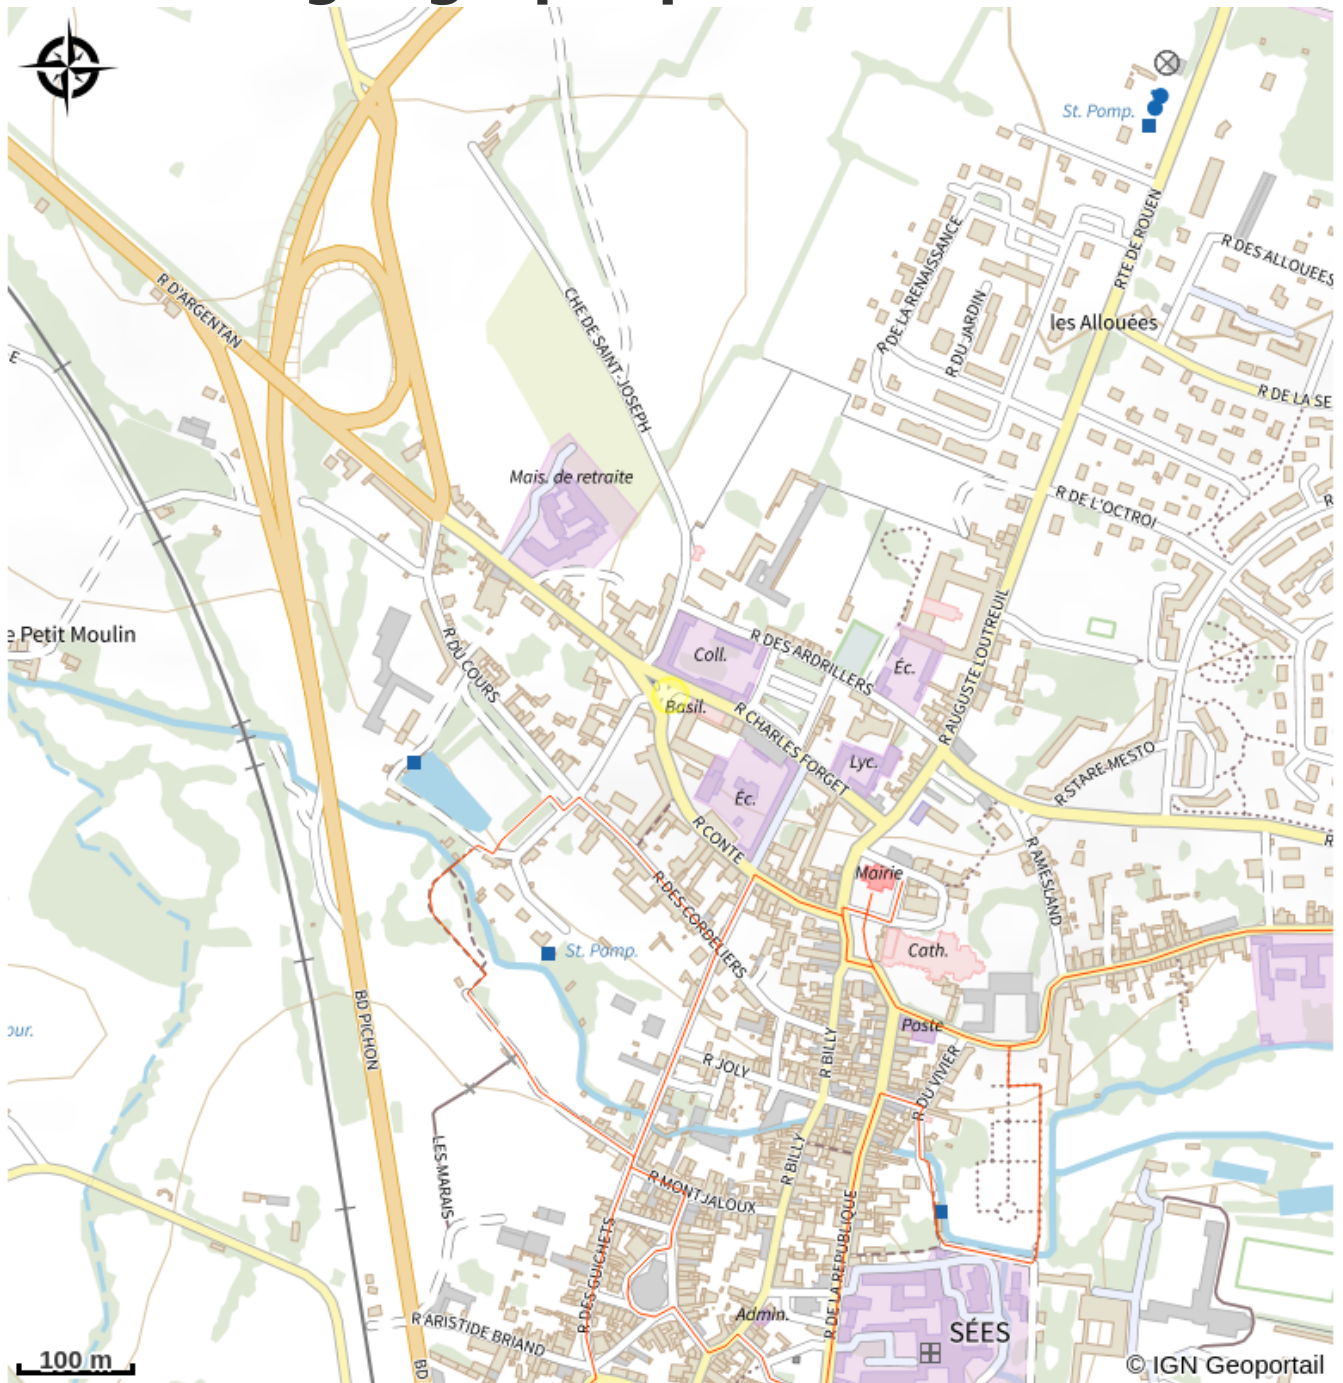 St. Pomp.
RTE DE ROUEN
R DES ALLOUEES
R DE LA RENAISSANCE
R D'ARGENTAN
R DU JARDIN
les Allouées
CHE DE SAINT-JOSEPH
E
R DE LA SE
Mais. de retraite
R DE L'OCTROI
R
e Petit Moulin
R DU COURS
Coll.
R DES ARDRILLERS
Éc.
R AUGUSTE LOUTREUIL
Basil.
R CHARLES FORGET
Lyc.
R STARE-MESTO
Éc.
R CONTE
R
Mairie
R AMESLAND
R DES CORDELIERS
St. Pomp.
Cath.
our.
BD PICHON
Poste
R BILLY
R JOLY
R DU VIVIER
LES MARAIS
R BILLY
R MONTJALOUX
R DE LA REPUBLIQUE
R DES GUICHETS
Admin.
R ARISTIDE BRIAND
SÉES
100 m
BD
© IGN Geoportail